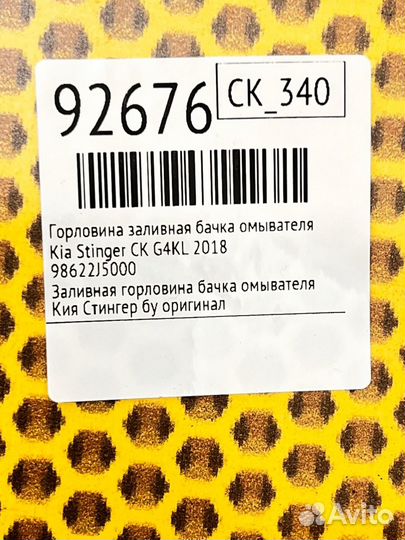 92676
CK_340
Горловина заливная бачка омывателя
Kia Stinger CK G4KL 2018
98622J5000
Заливная горловина бачка омывателя
Кия Стингер бу оригинал
Avito